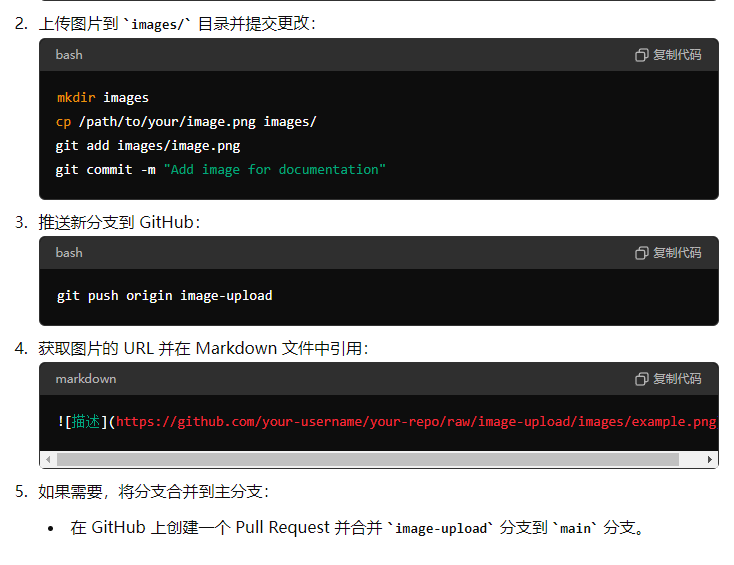 2. 上传图片到 `images/` 目录并提交更改：
bash
复制代码
mkdir images
cp /path/to/your/image.png images/
git add images/image.png
git commit -m "Add image for documentation"
3. 推送新分支到 GitHub：
bash
复制代码
git push origin image-upload
4. 获取图片的 URL 并在 Markdown 文件中引用：
markdown
复制代码
![描述](https://github.com/your-username/your-repo/raw/image-upload/images/example.png
5. 如果需要，将分支合并到主分支：
• 在 GitHub 上创建一个 Pull Request 并合并 `image-upload` 分支到 `main` 分支。